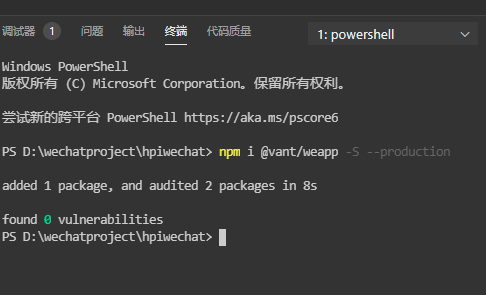 调试器 1 问题 输出 终端 代码质量 1: powershell
Windows PowerShell
版权所有 (C) Microsoft Corporation。保留所有权利。
尝试新的跨平台 PowerShell https://aka.ms/pscore6
PS D:\wechatproject\hpiwechat> npm i @vant/weapp -S --production
added 1 package, and audited 2 packages in 8s
found 0 vulnerabilities
PS D:\wechatproject\hpiwechat>